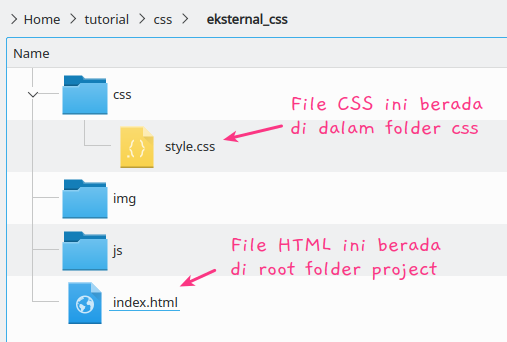 Home > tutorial > css > eksternal_css
Name
css
File CSS ini berada
di dalam folder css
style.css
img
js
File HTML ini berada
di root folder project
index.html